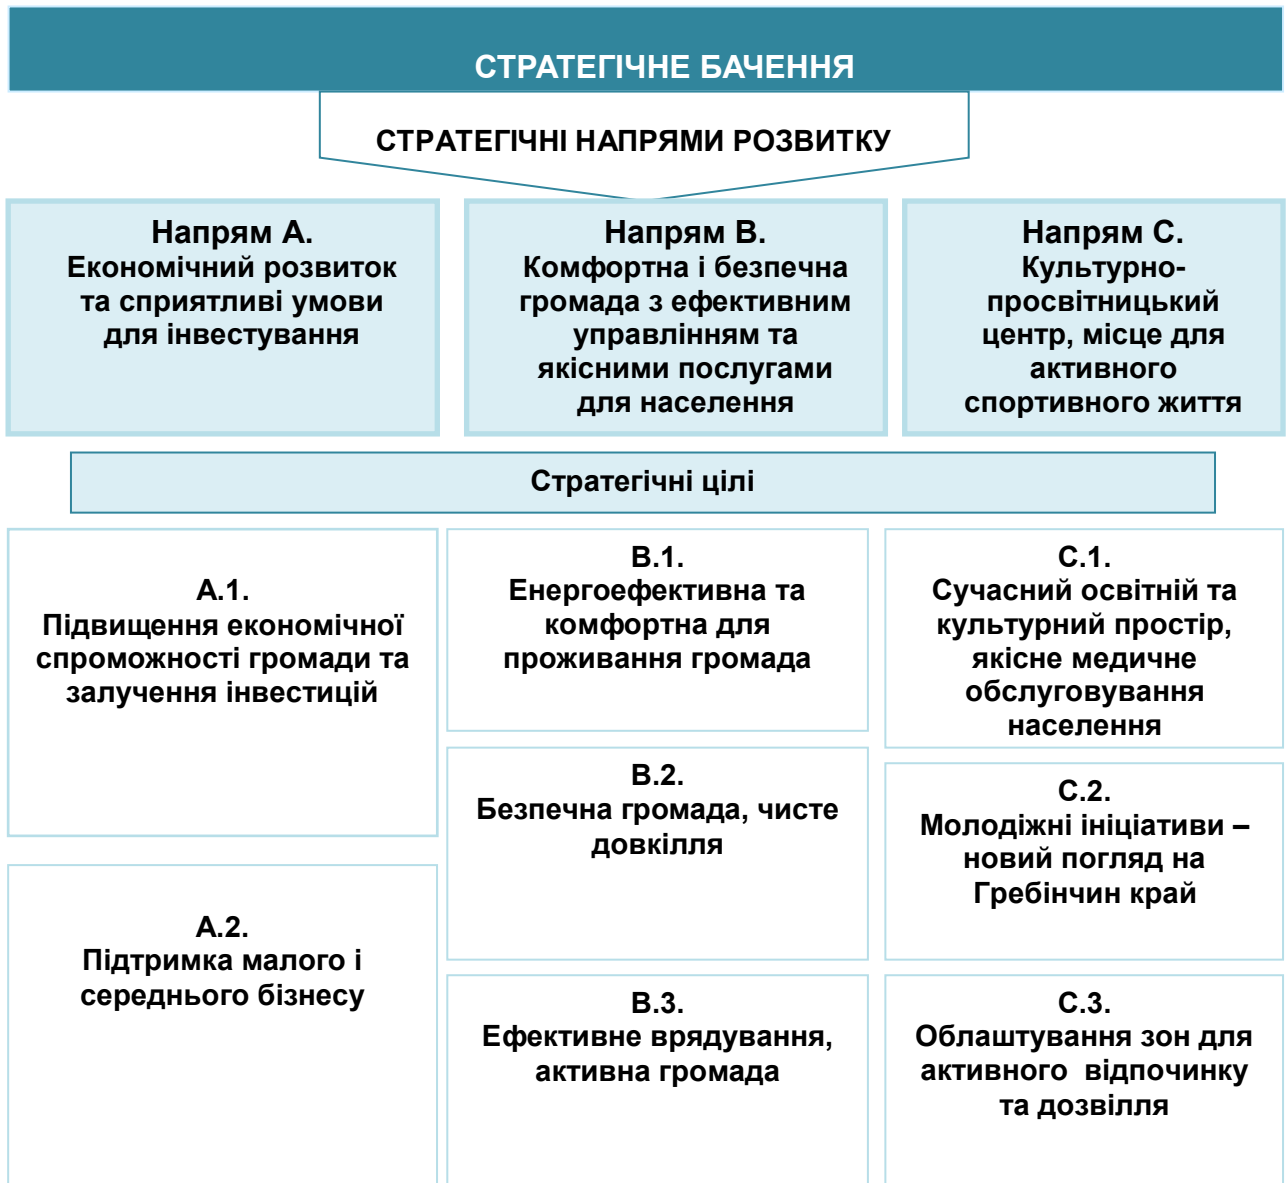 СТРАТЕГІЧНЕ БАЧЕННЯ
СТРАТЕГІЧНІ НАПРЯМИ РОЗВИТКУ
Напрям А.
Економічний розвиток
та сприятливі умови
для інвестування
Напрям В.
Комфортна і безпечна
громада з ефективним
управлінням та
якісними послугами
для населення
Напрям С.
Культурно-
просвітницький
центр, місце для
активного
спортивного життя
Стратегічні цілі
А.1.
Підвищення економічної
спроможності громади та
залучення інвестицій
А.2.
Підтримка малого і
середнього бізнесу
В.1.
Енергоефективна та
комфортна для
проживання громада
В.2.
Безпечна громада, чисте
довкілля
В.3.
Ефективне врядування,
активна громада
С.1.
Сучасний освітній та
культурний простір,
якісне медичне
обслуговування
населення
С.2.
Молодіжні ініціативи –
новий погляд на
Гребінчин край
С.3.
Облаштування зон для
активного відпочинку
та дозвілля